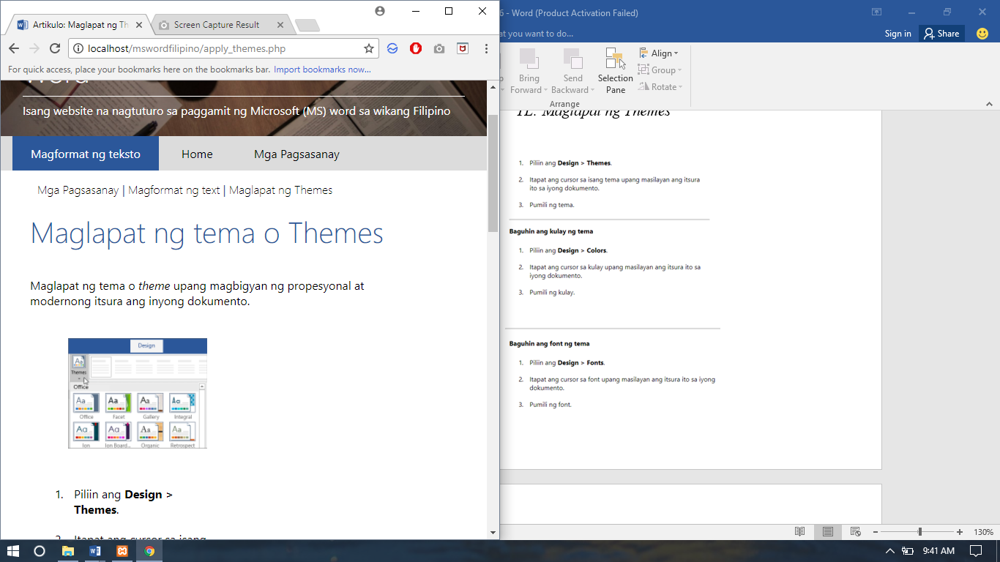 Artikulo: Maglapat ng Th
Screen Capture Result
localhost/mswordfilipino/apply_themes.php
For quick access, place your bookmarks here on the bookmarks bar. Import bookmarks now...
Isang website na nagtuturo sa paggamit ng Microsoft (MS) word sa wikang Filipino
Magformat ng teksto
Home
Mga Pagsasanay
Mga Pagsasanay | Magformat ng text | Maglapat ng Themes
Maglapat ng tema o Themes
Maglapat ng tema o theme upang magbigyan ng propesyonal at
modernong itsura ang inyong dokumento.
Design
Aa
Themes
Office
Aa Aa Aa Aa
Office Facet Gallery Integral
Aa Aa Aa Aa
Ion Ion Board... Organic Retrospect
1. Piliin ang Design >
Themes.
2. Itapat ang cursor sa isang
6 - Word (Product Activation Failed)
at you want to do...
Sign in
Share
Bring
Forward
Send
Backward
Selection
Pane
Align
Group
Rotate
Arrange
Maglapat ng Themes
1. Piliin ang Design > Themes.
2. Itapat ang cursor sa isang tema upang masilayan ang itsura
ito sa iyong dokumento.
3. Pumili ng tema.
Baguhin ang kulay ng tema
1. Piliin ang Design > Colors.
2. Itapat ang cursor sa kulay upang masilayan ang itsura ito sa
iyong dokumento.
3. Pumili ng kulay.
Baguhin ang font ng tema
1. Piliin ang Design > Fonts.
2. Itapat ang cursor sa font upang masilayan ang itsura ito sa iyong
dokumento.
3. Pumili ng font.
130%
9:41 AM